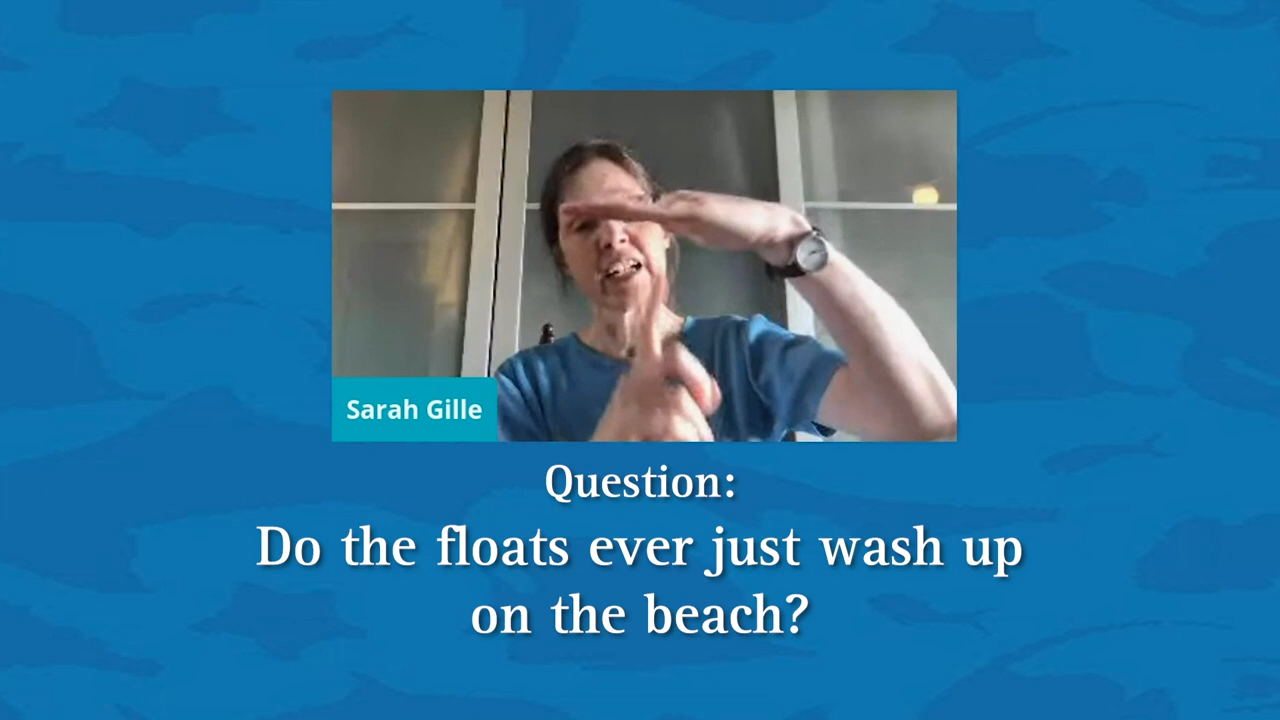 Sarah Gille
Question:
Do the floats ever just wash up
on the beach?